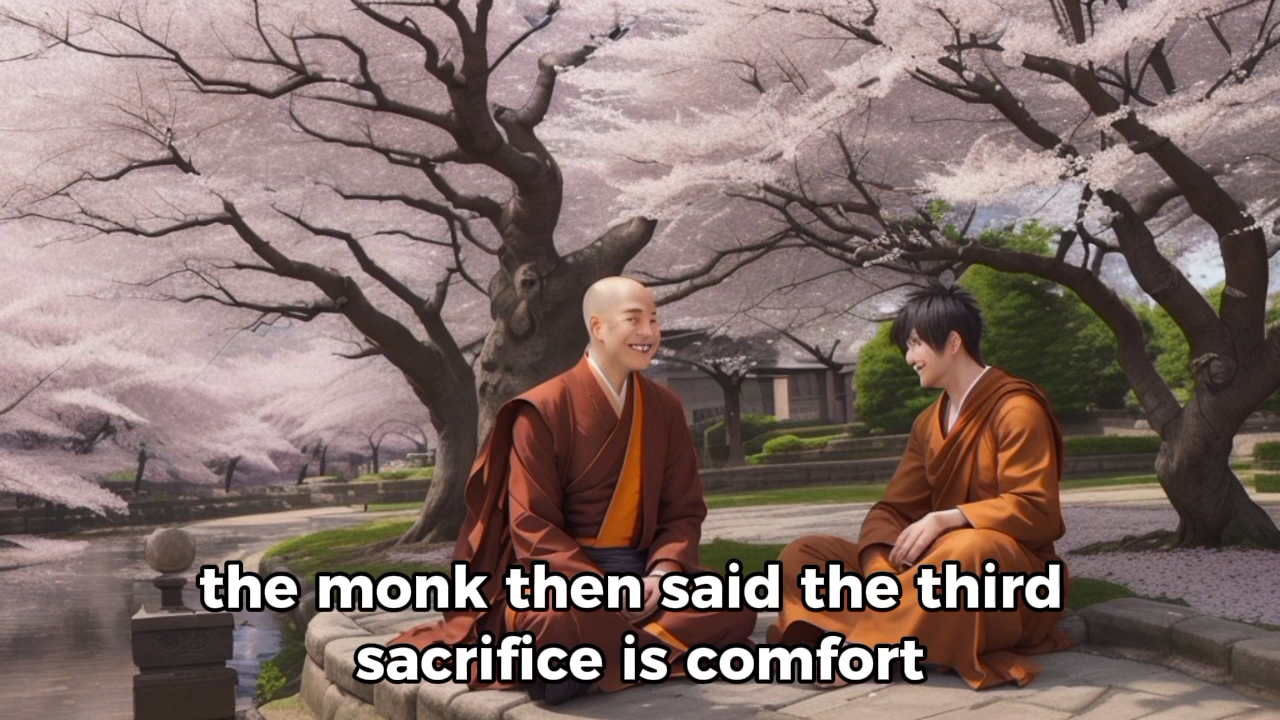 the monk then said the third
sacrifice is comfort